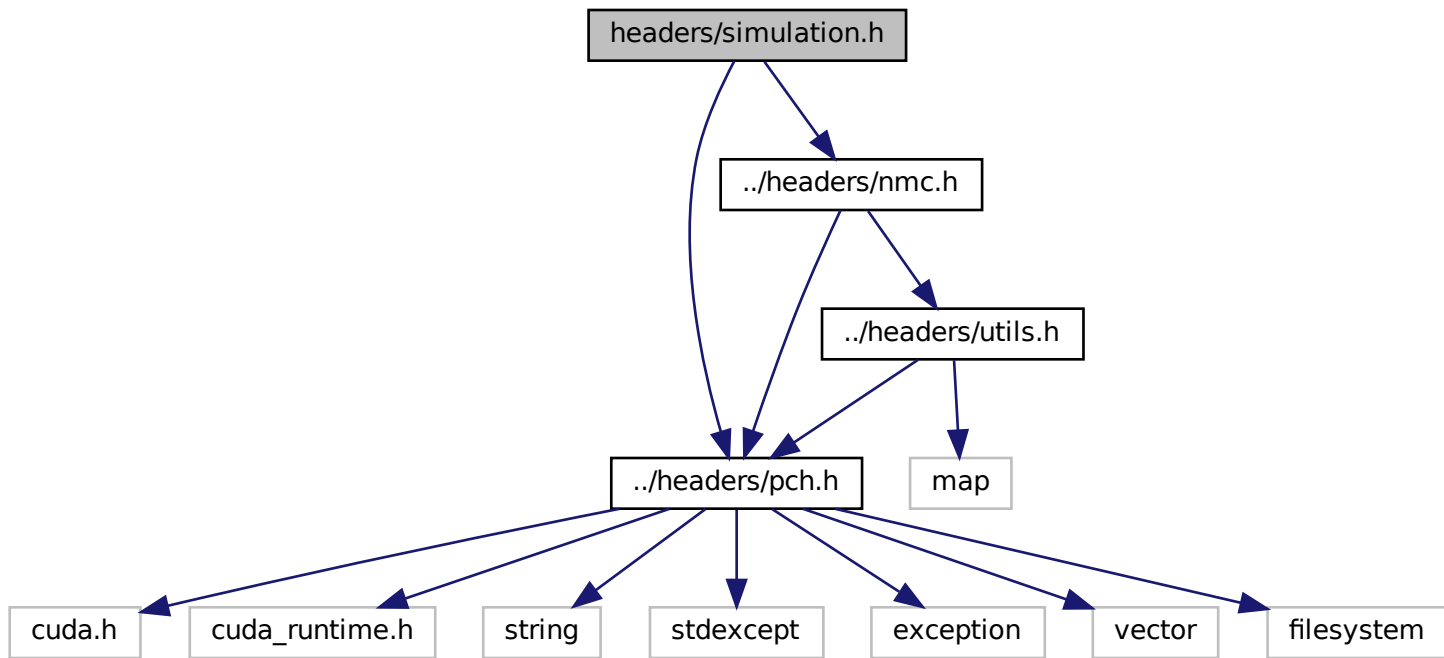 headers/simulation.h
../headers/nmc.h
../headers/utils.h
../headers/pch.h
map
cuda.h
cuda_runtime.h
string
stdexcept
exception
vector
filesystem